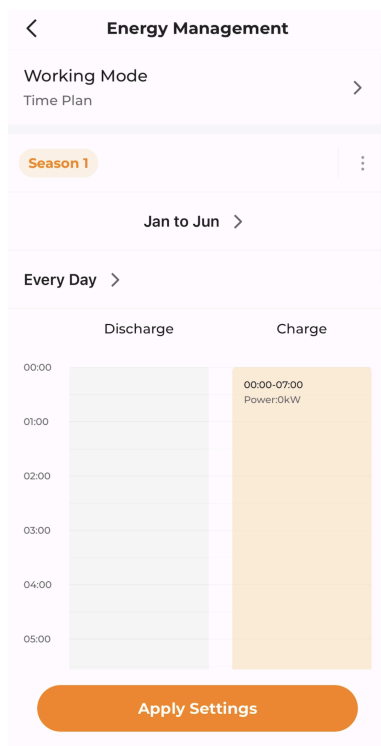 Energy Management
Working Mode
Time Plan
Season 1
Jan to Jun
Every Day
Discharge Charge
00:00
00:00-07:00
Power:0kW
01:00
02:00
03:00
04:00
05:00
Apply Settings